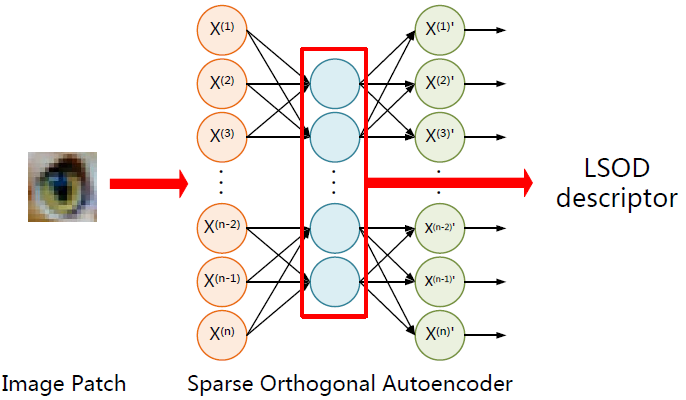 X(1)
X(2)
X(3)
X(n-2)
X(n-1)
X(n)
X(1)'
X(2)'
X(3)'
X(n-2)'
X(n-1)'
X(n)'
LSOD
descriptor
Image Patch
Sparse Orthogonal Autoencoder